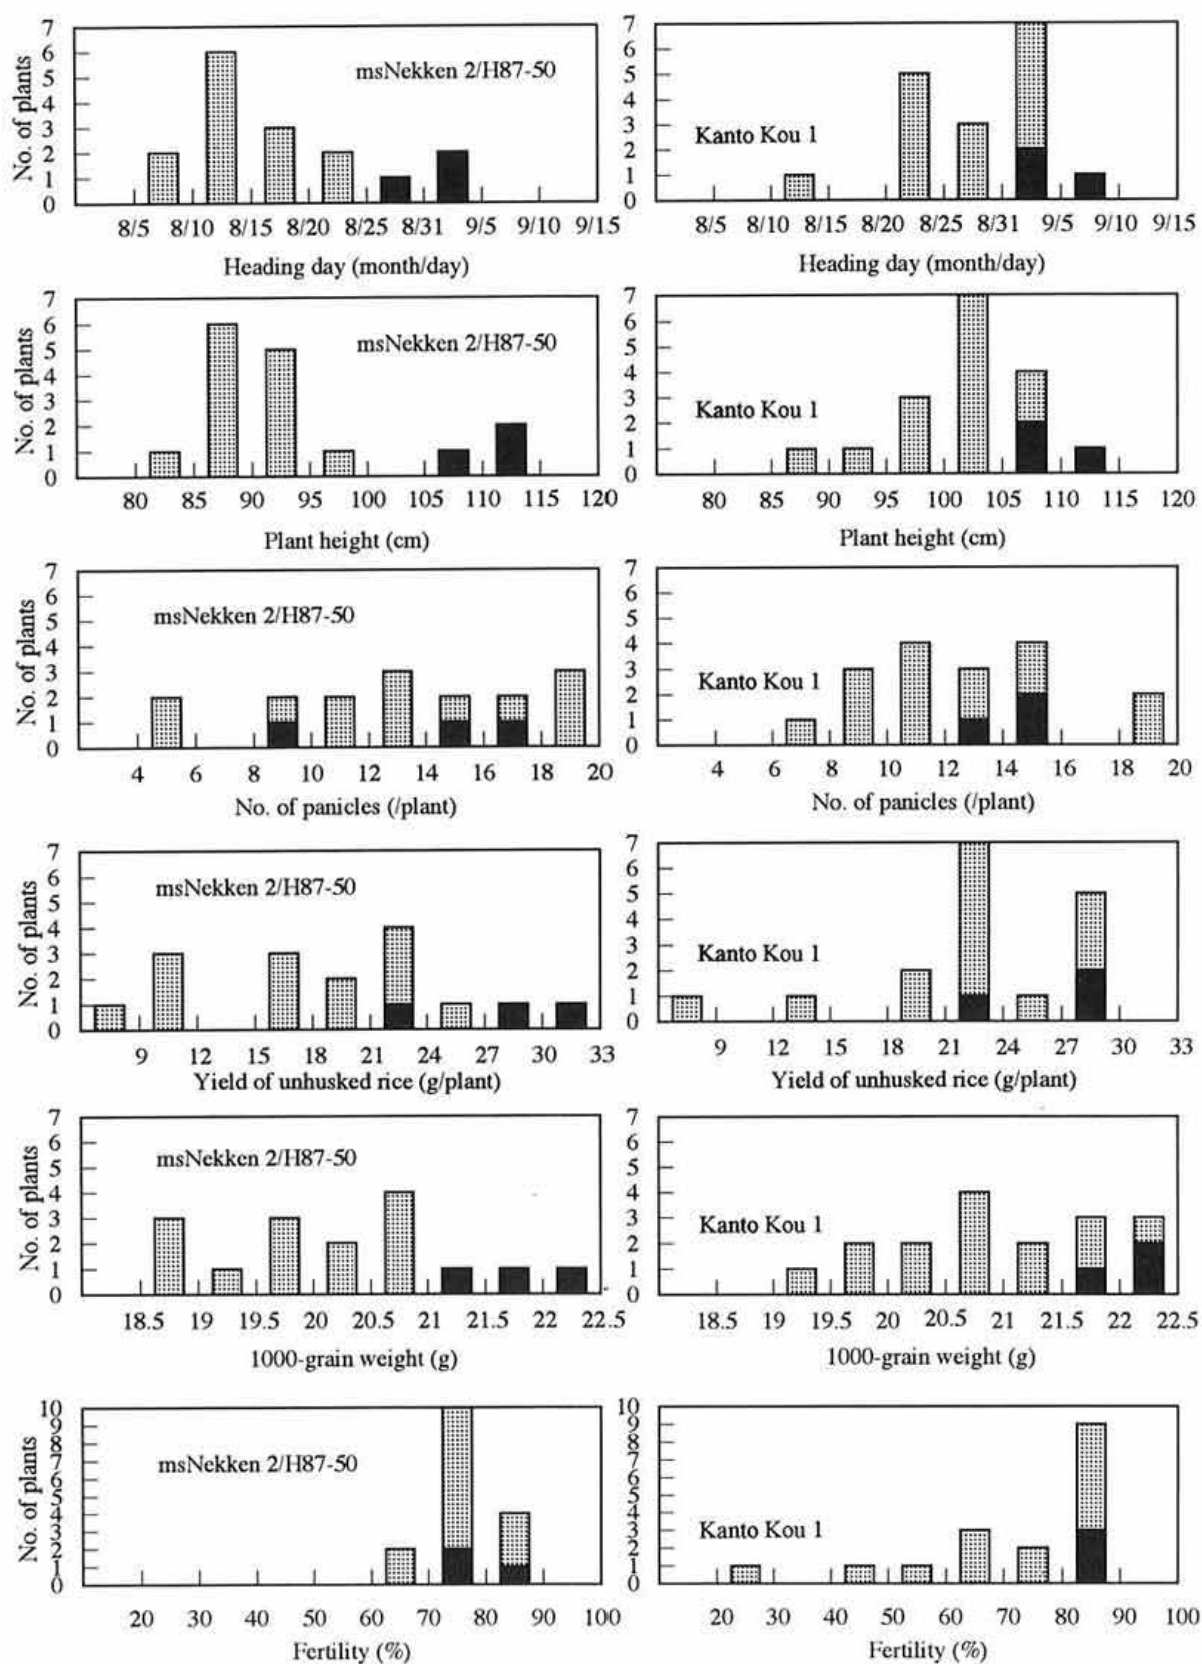 7
6
5
4
3
2
1
0
No. of plants
msNekken 2/H87-50
8/5 8/10 8/15 8/20 8/25 8/31 9/5 9/10 9/15
Heading day (month/day)
7
6
5
4
3
2
1
0
Kanto Kou 1
8/5 8/10 8/15 8/20 8/25 8/31 9/5 9/10 9/15
Heading day (month/day)
7
6
5
4
3
2
1
0
No. of plants
msNekken 2/H87-50
80 85 90 95 100 105 110 115 120
Plant height (cm)
7
6
5
4
3
2
1
0
Kanto Kou 1
80 85 90 95 100 105 110 115 120
Plant height (cm)
7
6
5
4
3
2
1
0
No. of plants
msNekken 2/H87-50
4 6 8 10 12 14 16 18 20
No. of panicles (/plant)
7
6
5
4
3
2
1
0
Kanto Kou 1
4 6 8 10 12 14 16 18 20
No. of panicles (/plant)
7
6
5
4
3
2
1
0
No. of plants
msNekken 2/H87-50
9 12 15 18 21 24 27 30 33
Yield of unhusked rice (g/plant)
7
6
5
4
3
2
1
0
Kanto Kou 1
9 12 15 18 21 24 27 30 33
Yield of unhusked rice (g/plant)
7
6
5
4
3
2
1
0
No. of plants
msNekken 2/H87-50
18.5 19 19.5 20 20.5 21 21.5 22 22.5
1000-grain weight (g)
7
6
5
4
3
2
1
0
Kanto Kou 1
18.5 19 19.5 20 20.5 21 21.5 22 22.5
1000-grain weight (g)
10
9
8
7
6
5
4
3
2
1
0
No. of plants
msNekken 2/H87-50
20 30 40 50 60 70 80 90 100
Fertility (%)
10
9
8
7
6
5
4
3
2
1
0
Kanto Kou 1
20 30 40 50 60 70 80 90 100
Fertility (%)